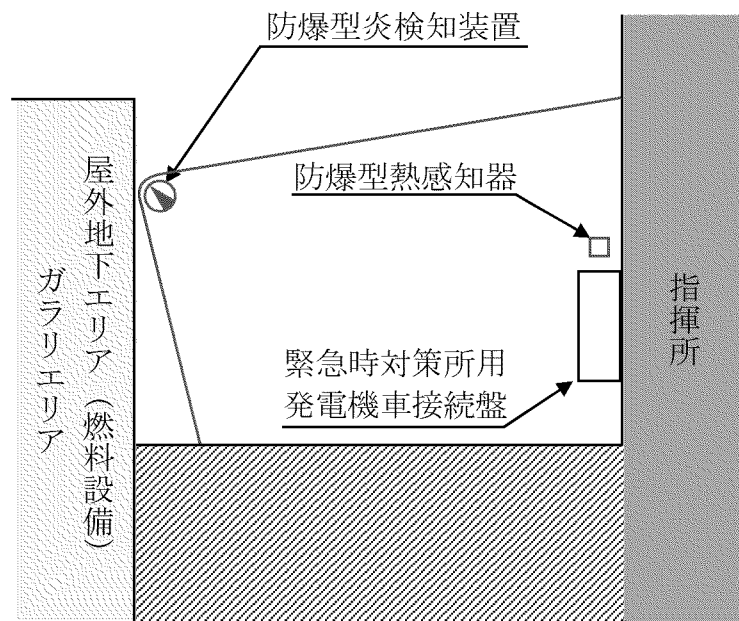 防爆型炎検知装置
防爆型熱感知器
緊急時対策所用
発電機車接続盤
指揮所
屋外地下エリア（燃料設備）
ガラリエリア